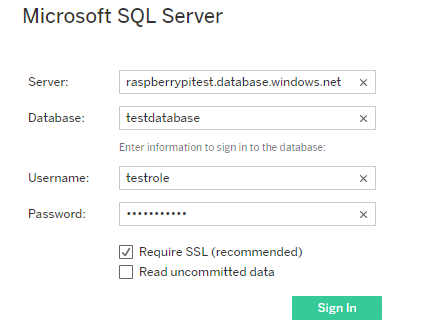 Microsoft SQL Server
Server: raspberrypitest.database.windows.net ×
Database: testdatabase ×
Enter information to sign in to the database:
Username: testrole ×
Password: ••••••••••• ×
Require SSL (recommended)
Read uncommitted data
Sign In